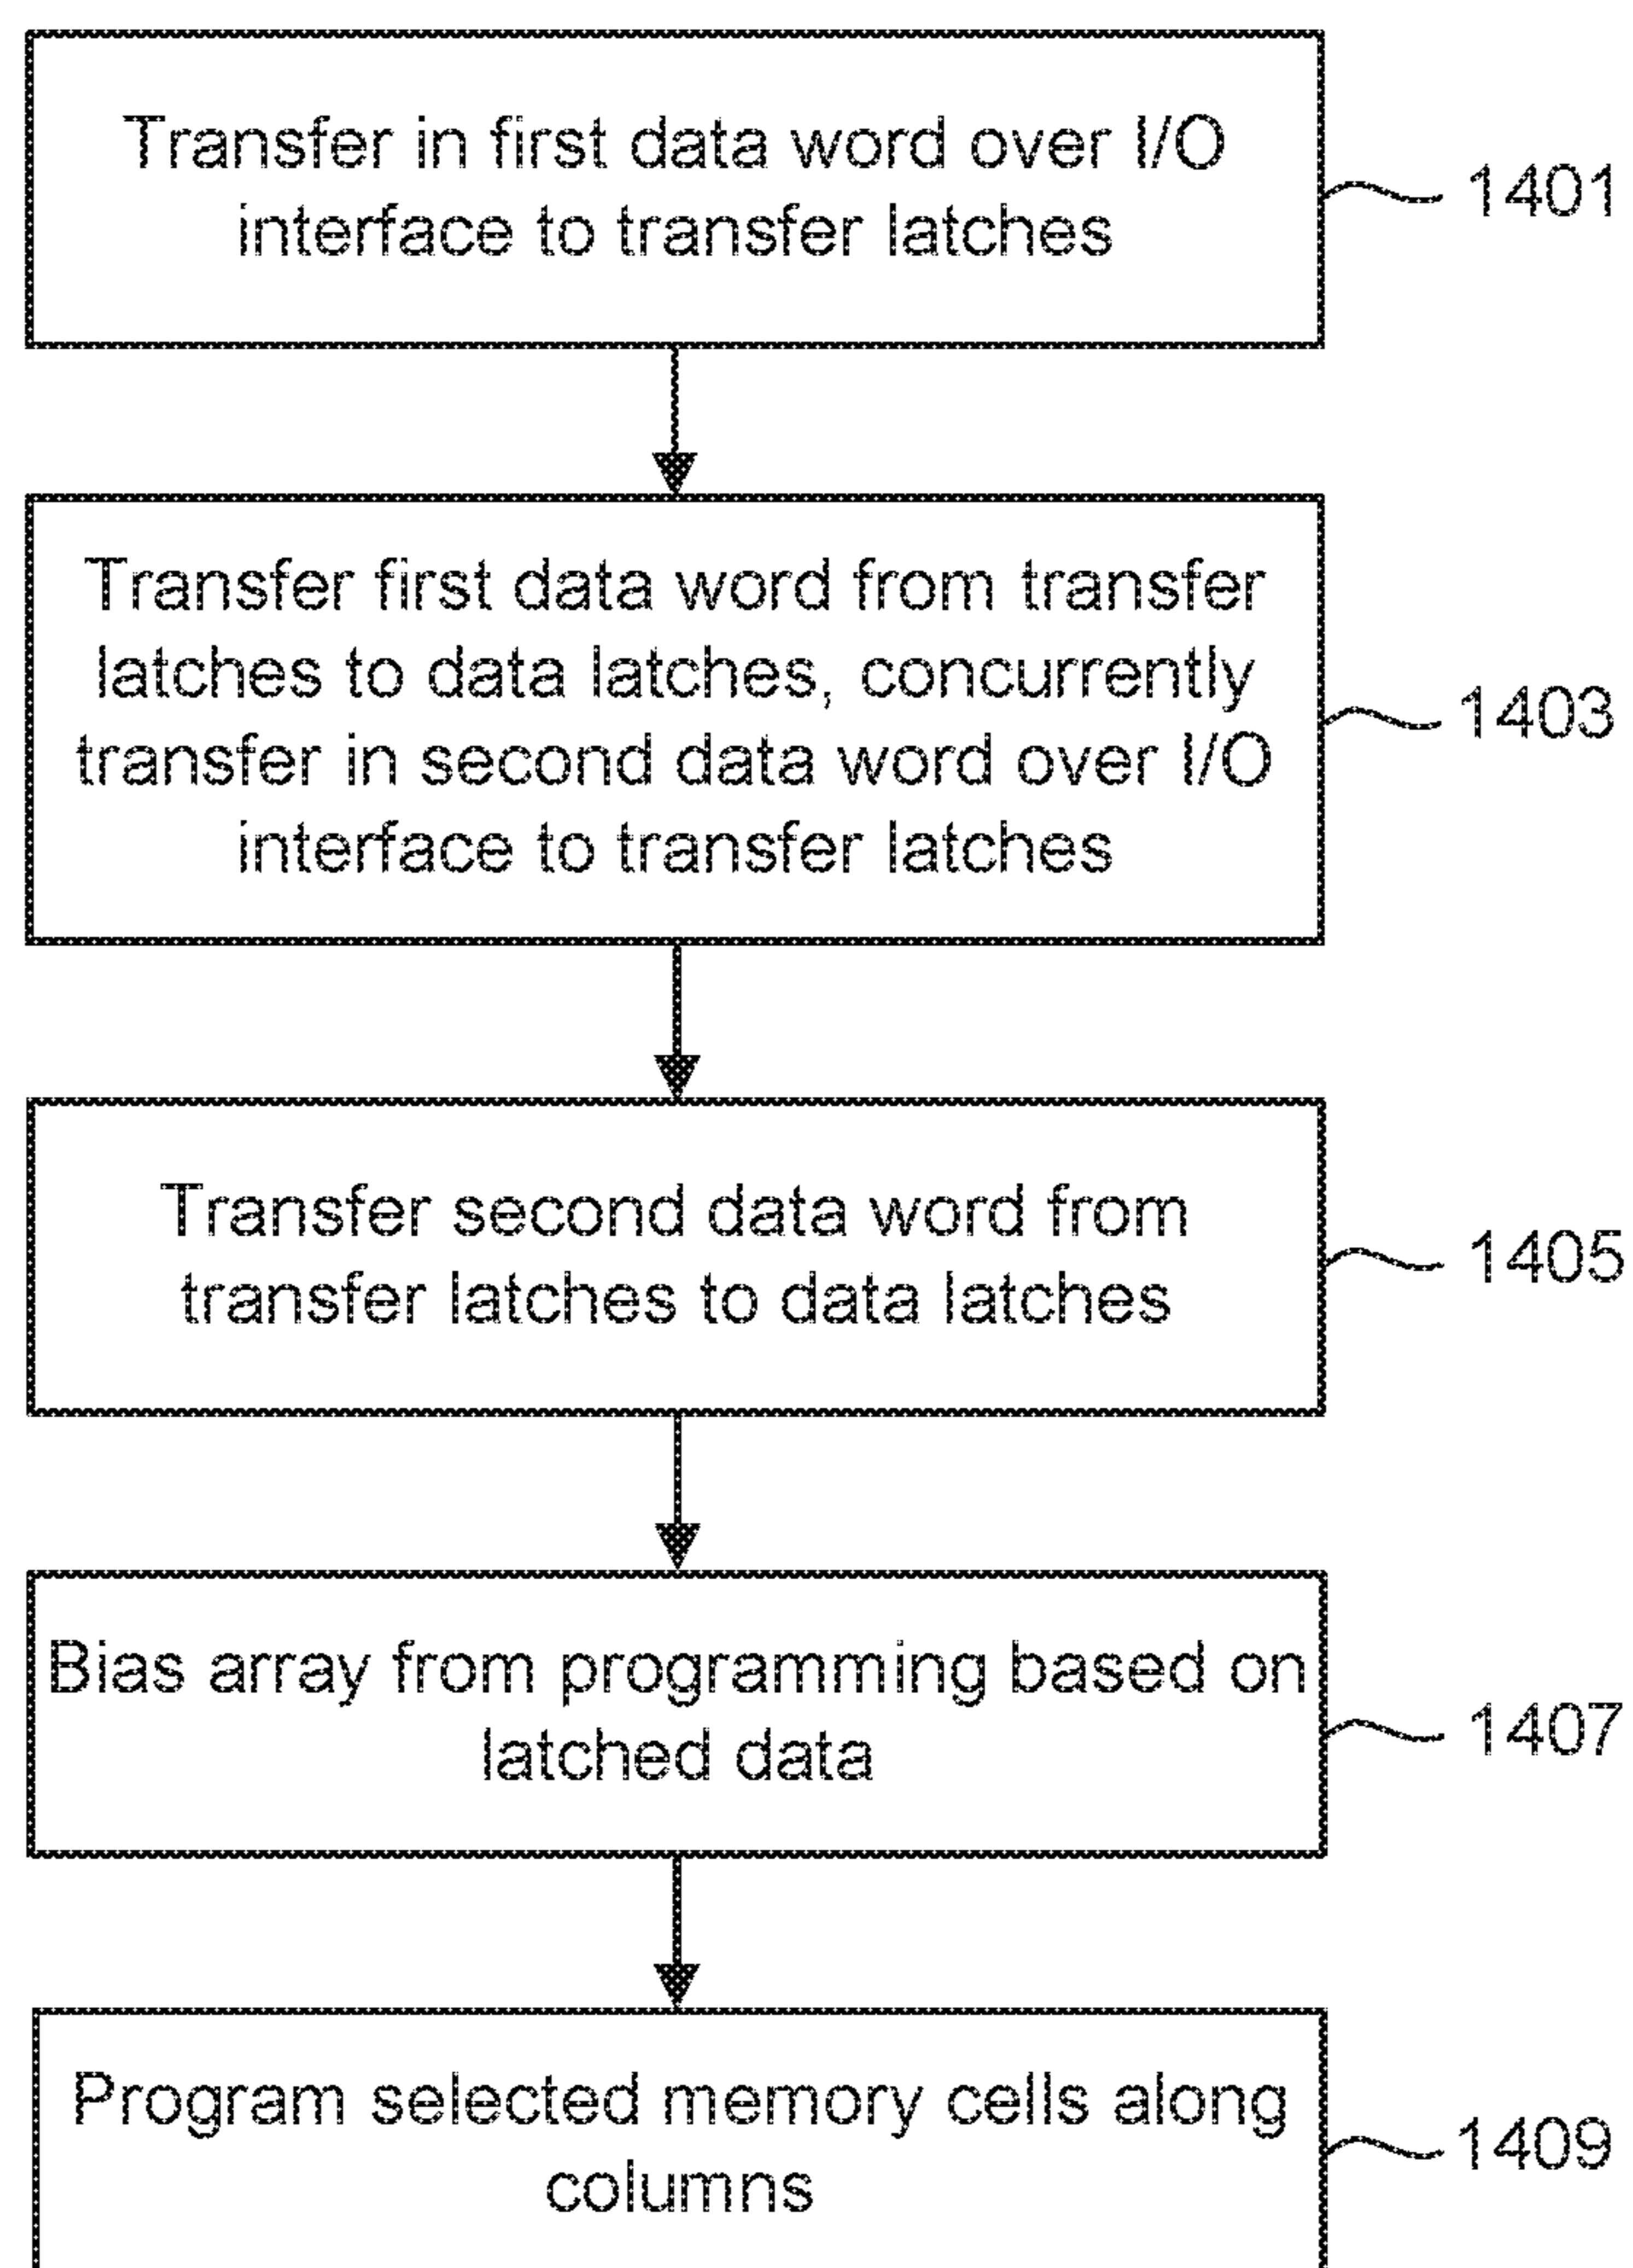 Transfer in first data word over I/O
interface to transfer latches
1401
Transfer first data word from transfer
latches to data latches, concurrently
transfer in second data word over I/O
interface to transfer latches
1403
Transfer second data word from
transfer latches to data latches
1405
Bias array from programming based on
latched data
1407
Program selected memory cells along
columns
1409